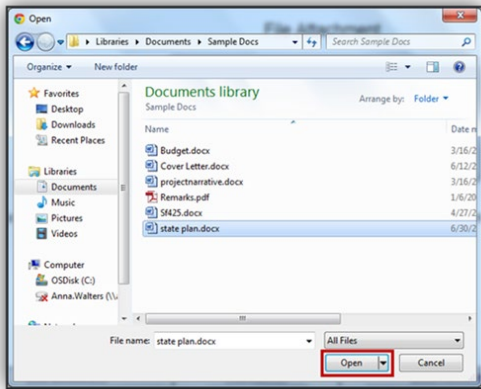 Open
File Attachment
Libraries Documents Sample Docs
Search Sample Docs
Organize New folder
Favorites
Desktop
Downloads
Recent Places
Libraries
Documents
Music
Pictures
Videos
Computer
OSDisk (C:)
Anna.Walters (\\
Documents library
Sample Docs
Arrange by: Folder
Name Date
Budget.docx 3/16/2
Cover Letter.docx 6/12/2
projectnarrative.docx 3/16/2
Remarks.pdf 1/6/20
Sf425.docx 4/27/2
state plan.docx 6/30/2
File name: state plan.docx All Files
Open Cancel